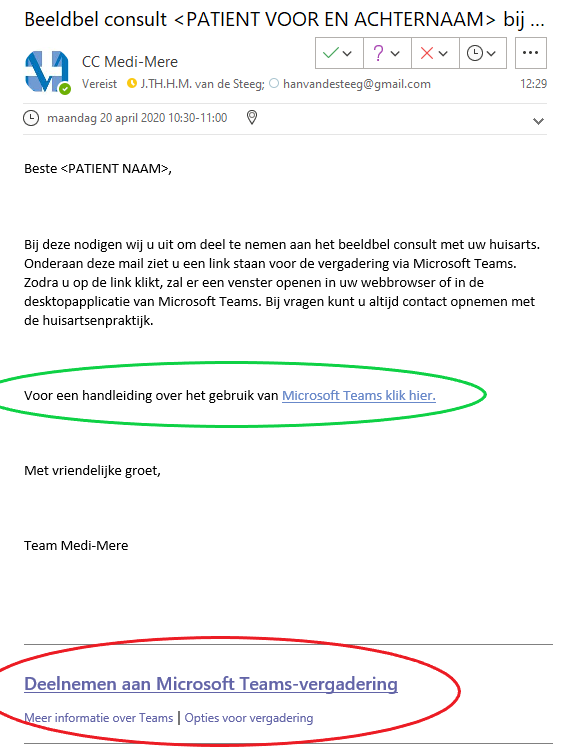 Beeldbel consult <PATIENT VOOR EN ACHTERNAAM> bij ...
CC Medi-Mere
Vereist J.TH.H.M. van de Steeg; hanvandesteeg@gmail.com 12:29
maandag 20 april 2020 10:30-11:00
Beste <PATIENT NAAM>,
Bij deze nodigen wij u uit om deel te nemen aan het beeldbel consult met uw huisarts.
Onderaan deze mail ziet u een link staan voor de vergadering via Microsoft Teams.
Zodra u op de link klikt, zal er een venster openen in uw webbrowser of in de
desktopapplicatie van Microsoft Teams. Bij vragen kunt u altijd contact opnemen met
de huisartsenpraktijk.
Voor een handleiding over het gebruik van Microsoft Teams klik hier.
Met vriendelijke groet,
Team Medi-Mere
Deelnemen aan Microsoft Teams-vergadering
Meer informatie over Teams | Opties voor vergadering